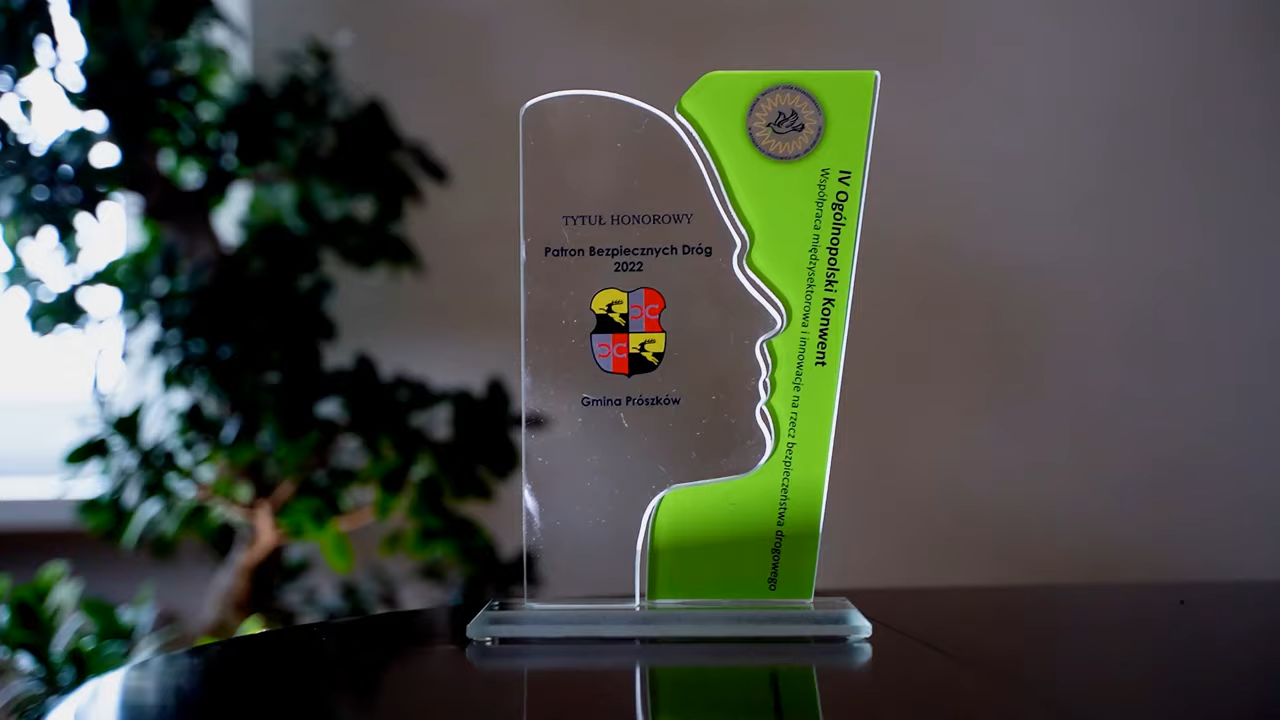 TYTUŁ HONOROWY
Patron Bezpiecznych Dróg
2022
Gmina Prószków
IV Ogólnopolski Konwent
Współpraca międzysektorowa i innowacje na rzecz bezpieczeństwa drogowego